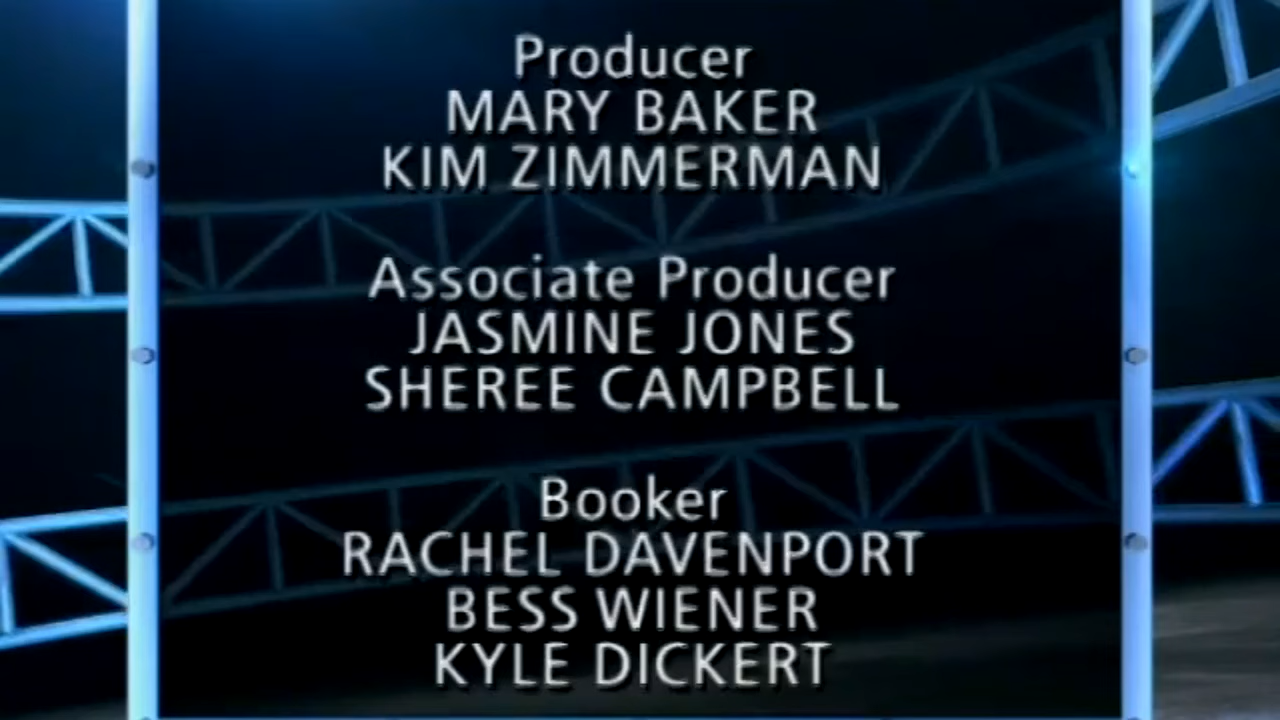 Producer
MARY BAKER
KIM ZIMMERMAN
Associate Producer
JASMINE JONES
SHEREE CAMPBELL
Booker
RACHEL DAVENPORT
BESS WIENER
KYLE DICKERT